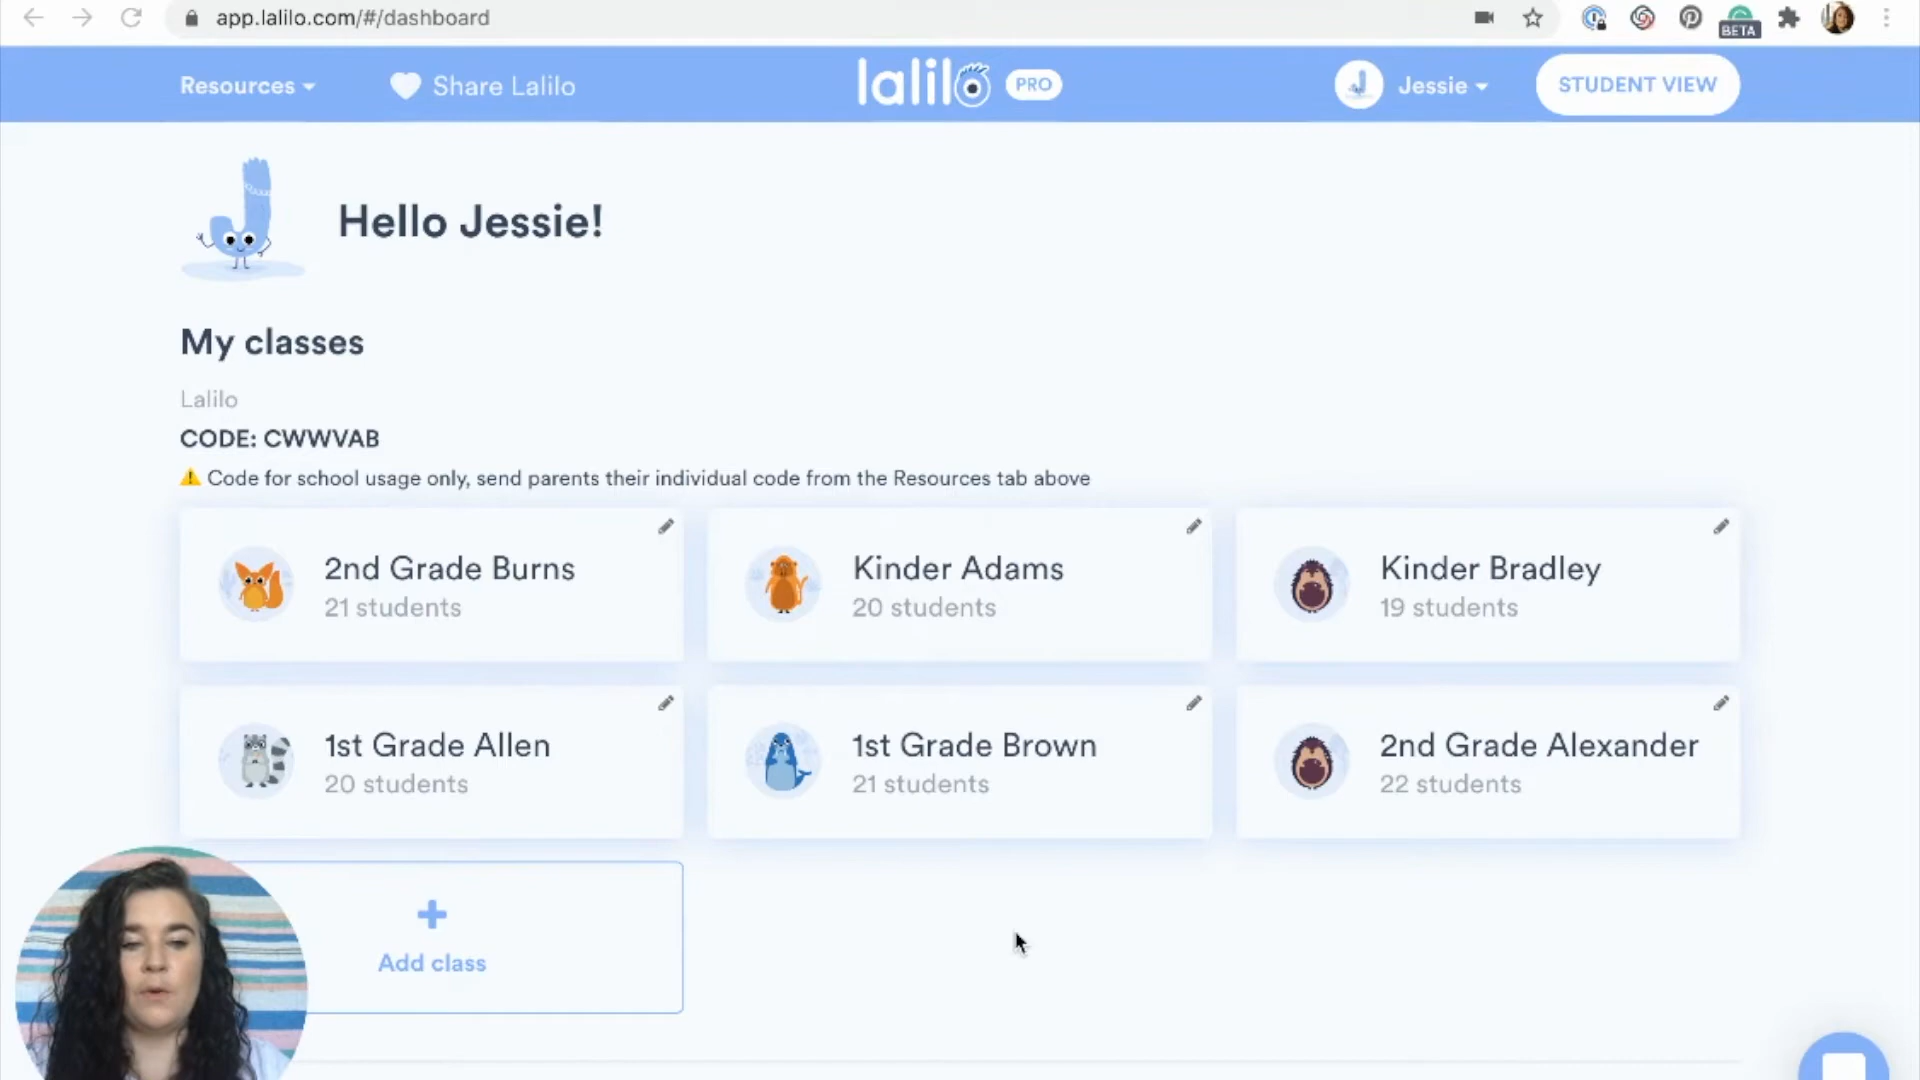 app.lalilo.com/#/dashboard
BETA
Resources
Share Lalilo
lalilo PRO
Jessie
STUDENT VIEW
Hello Jessie!
My classes
Lalilo
CODE: CWWVAB
Code for school usage only, send parents their individual code from the Resources tab above
2nd Grade Burns
21 students
Kinder Adams
20 students
Kinder Bradley
19 students
1st Grade Allen
20 students
1st Grade Brown
21 students
2nd Grade Alexander
22 students
+
Add class